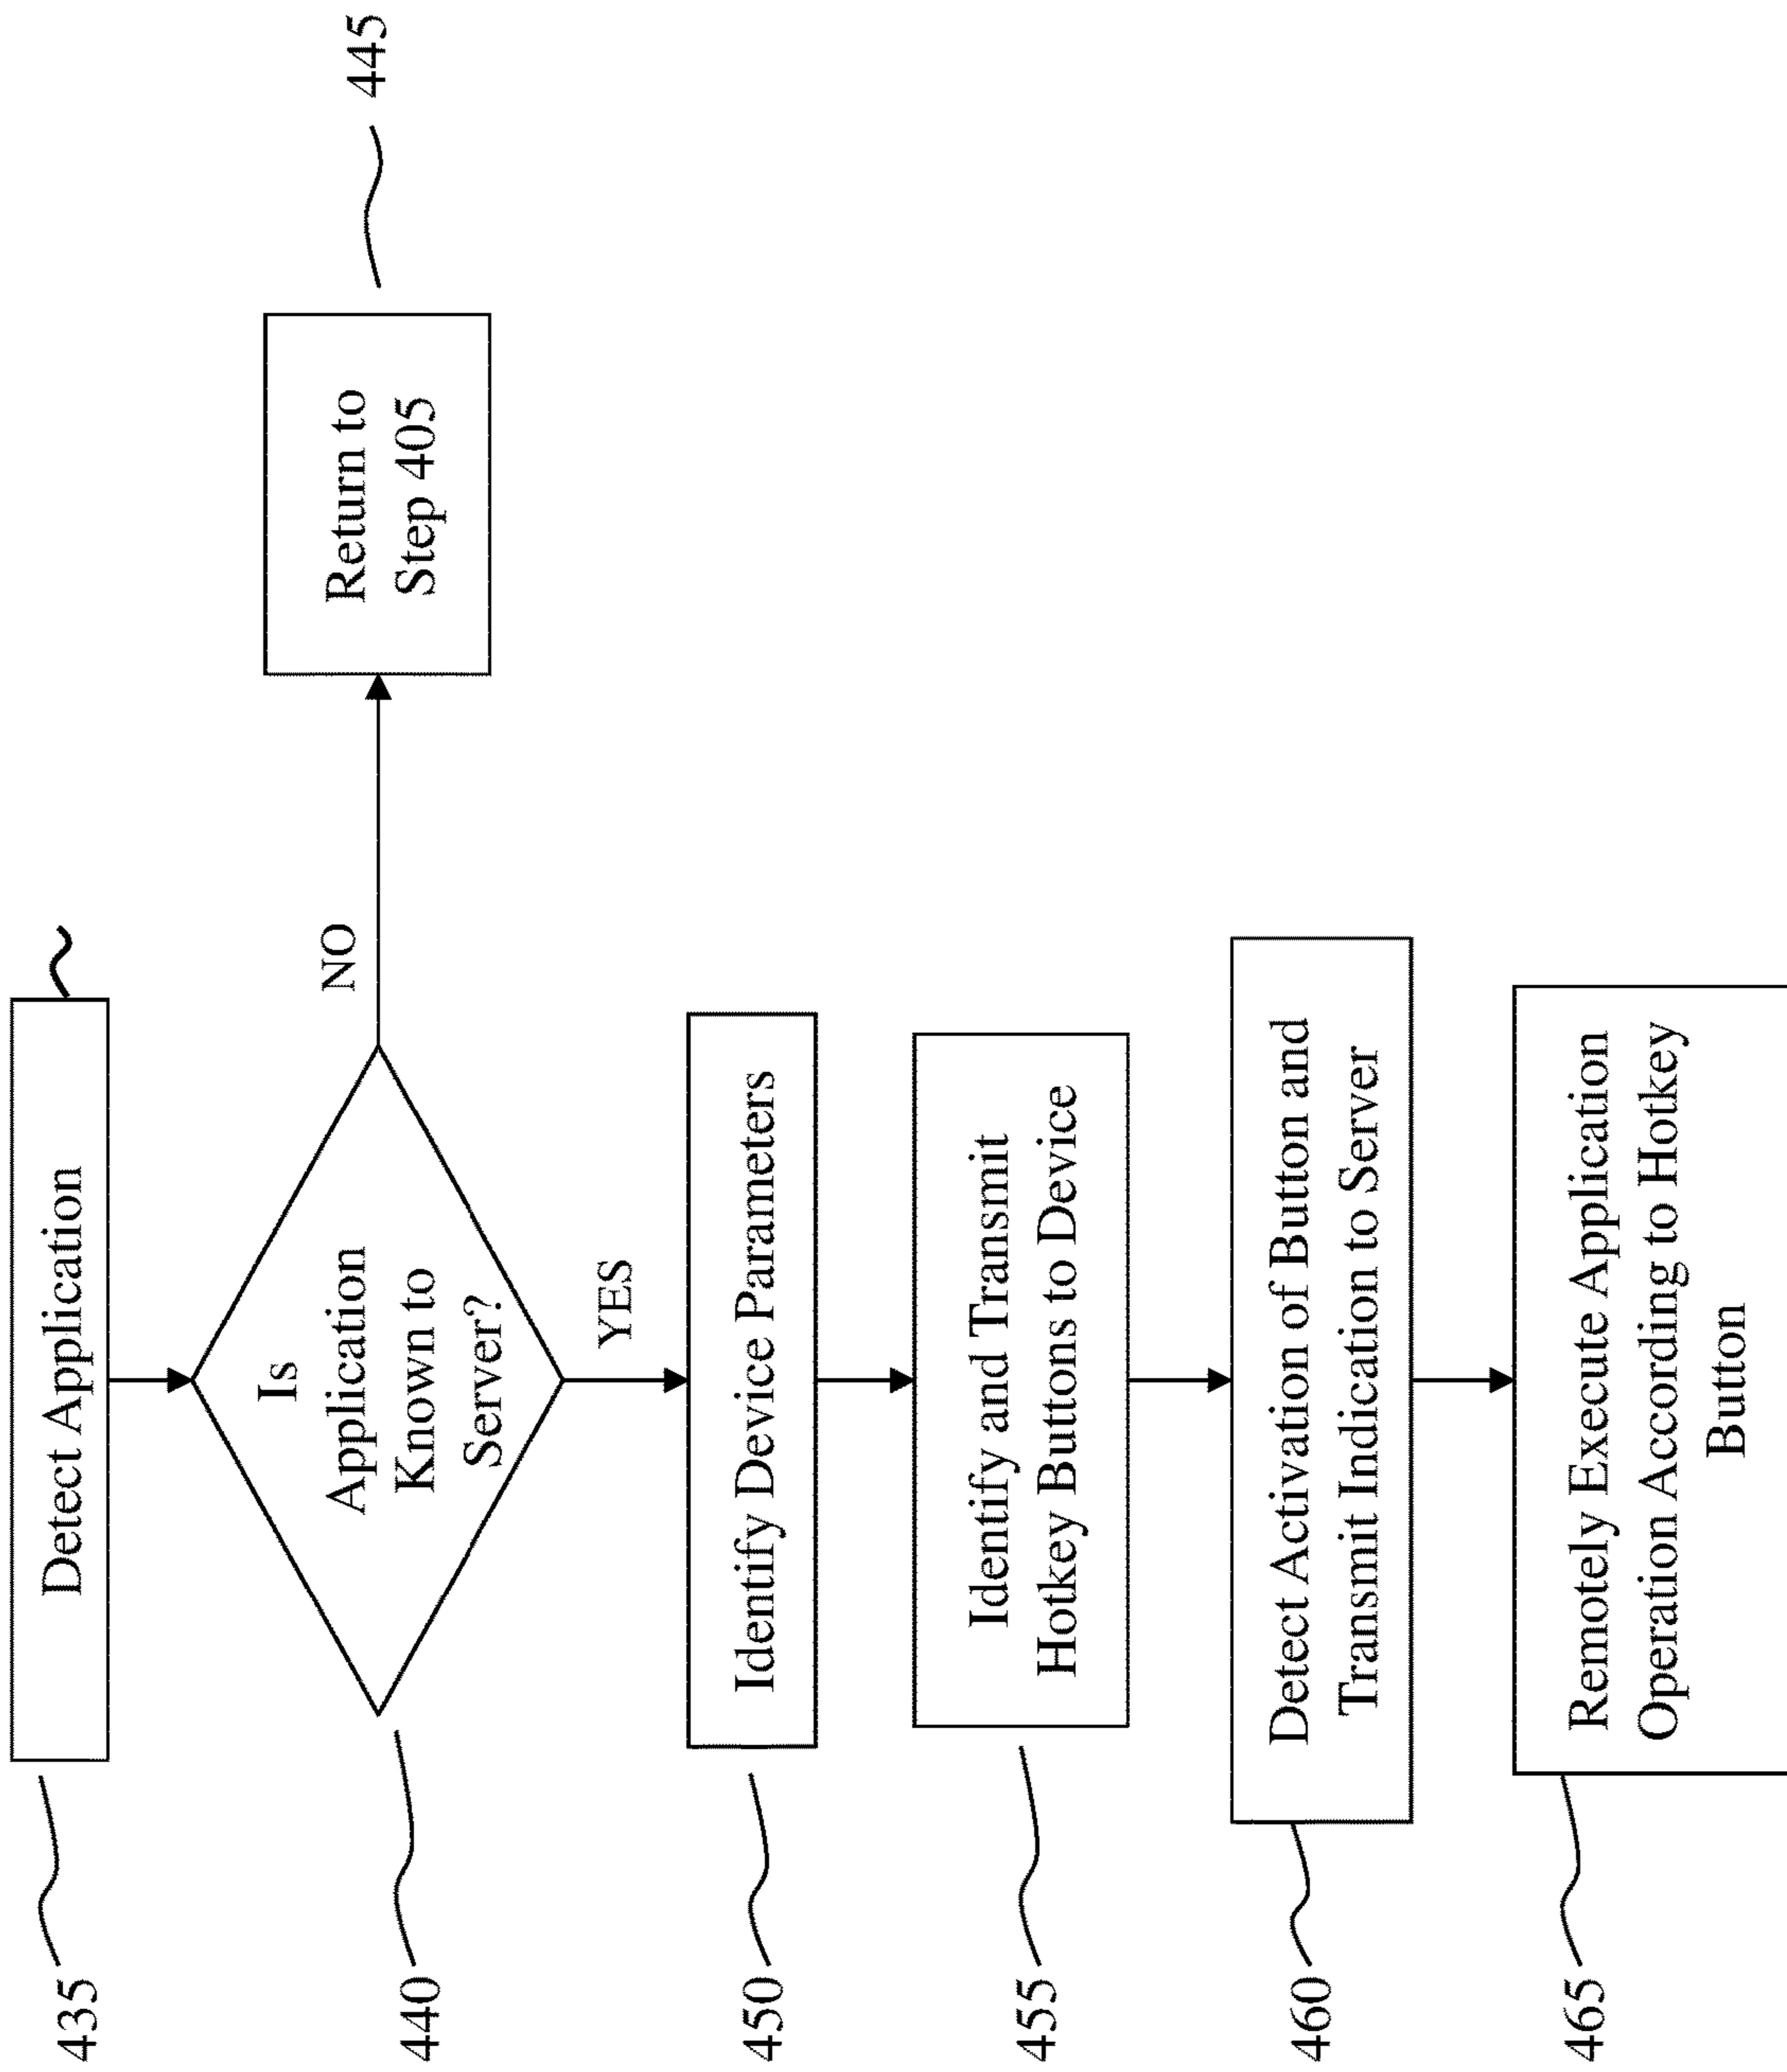 435
Detect Application
440
Is
Application
Known to
Server?
NO
Return to
Step 405
445
YES
450
Identify Device Parameters
455
Identify and Transmit
Hotkey Buttons to Device
460
Detect Activation of Button and
Transmit Indication to Server
465
Remotely Execute Application
Operation According to Hotkey
Button